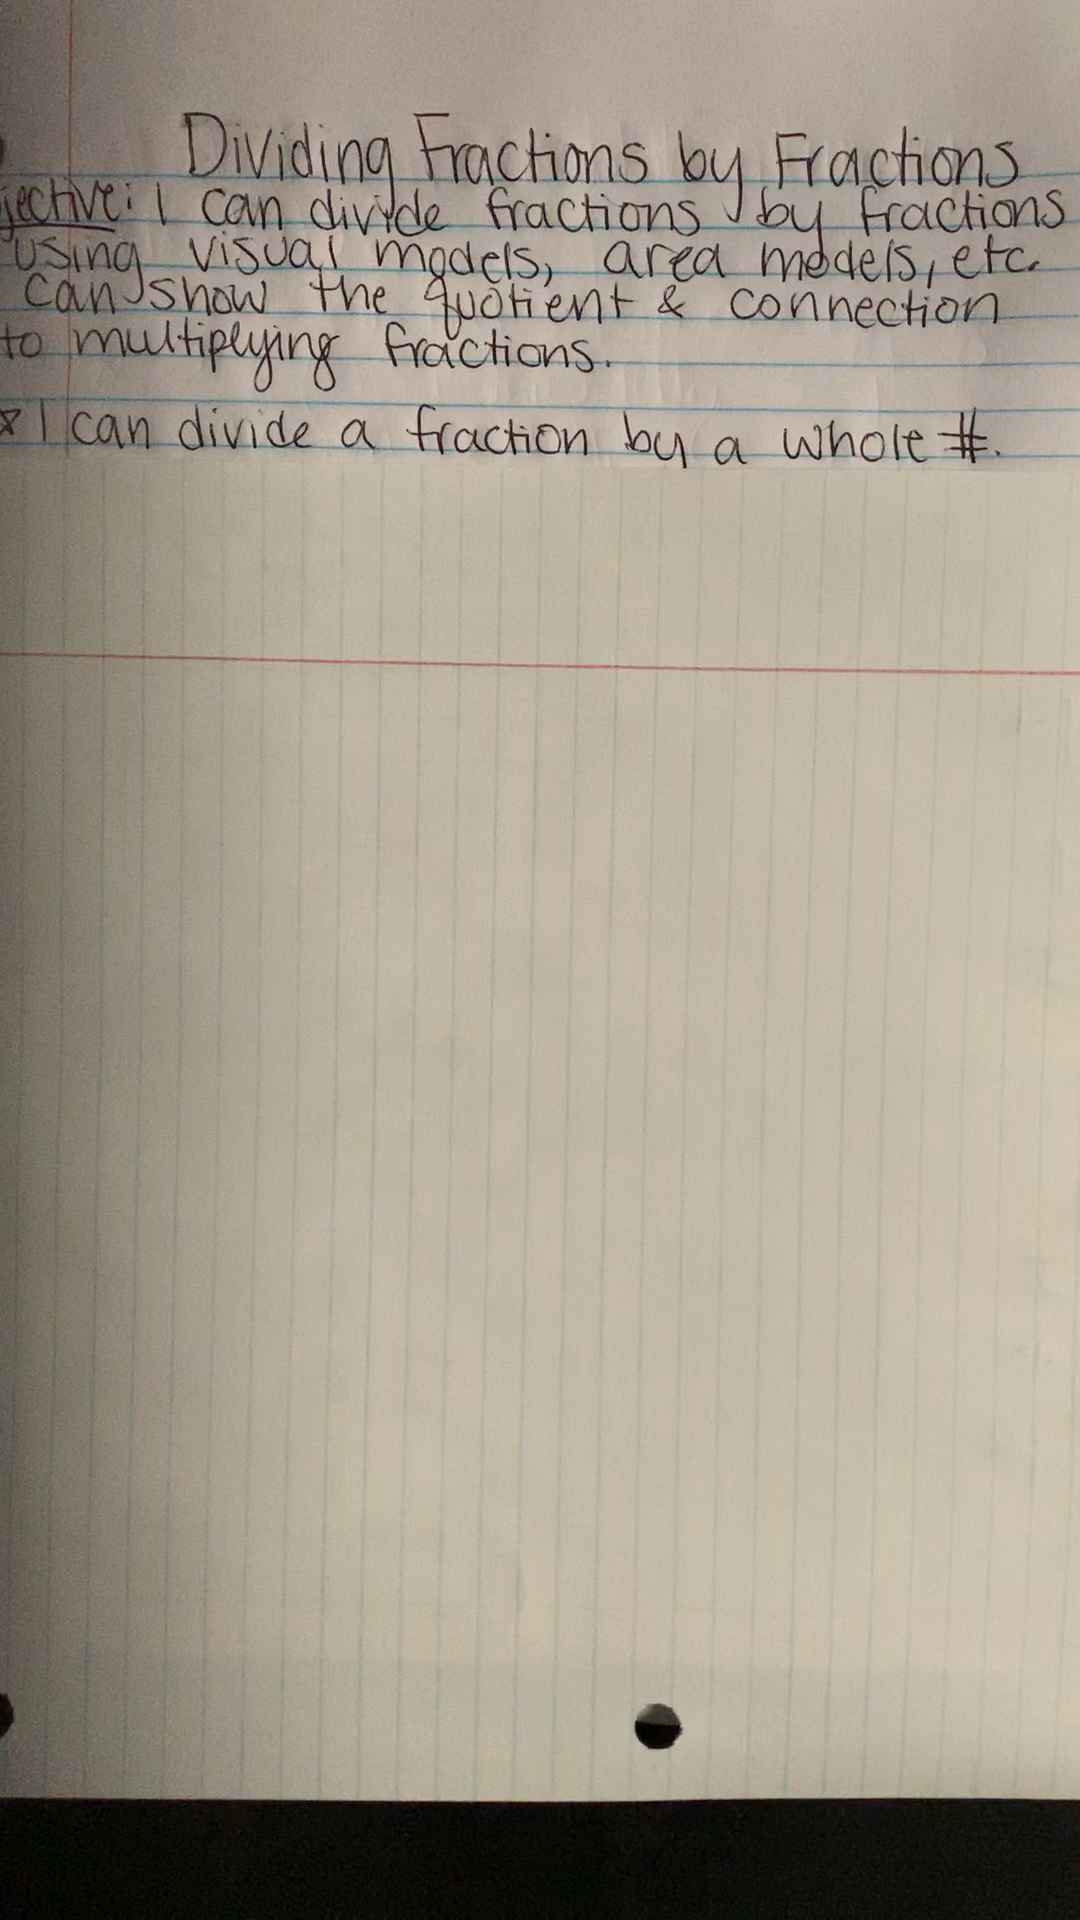 Dividing Fractions by Fractions
jective: I can divide fractions by fractions
using visual models, area models, etc.
can show the quotient & connection
to multiplying fractions.
* I can divide a fraction by a whole #.